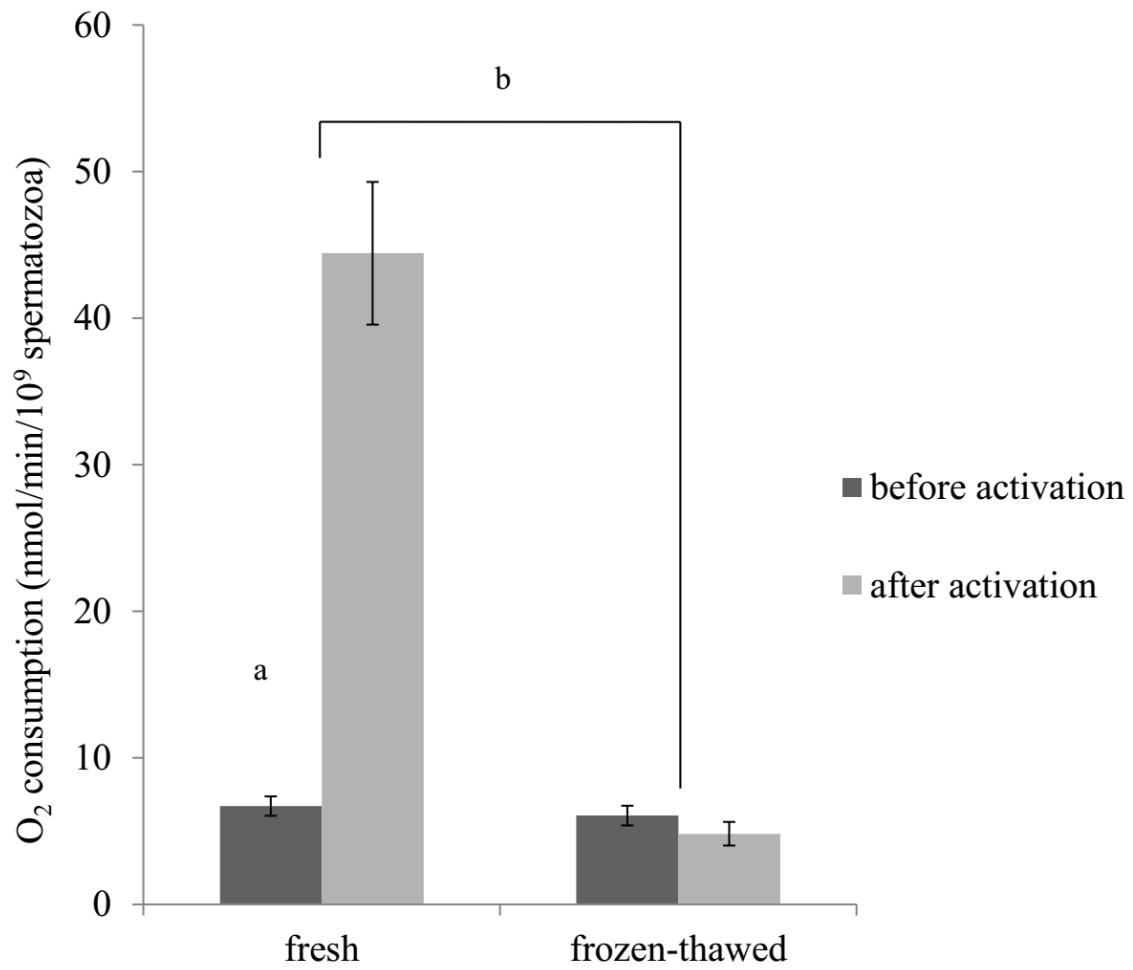 O₂ consumption (nmol/min/10⁹ spermatozoa)
60
50
40
30
20
10
0
b
a
fresh
frozen-thawed
before activation
after activation